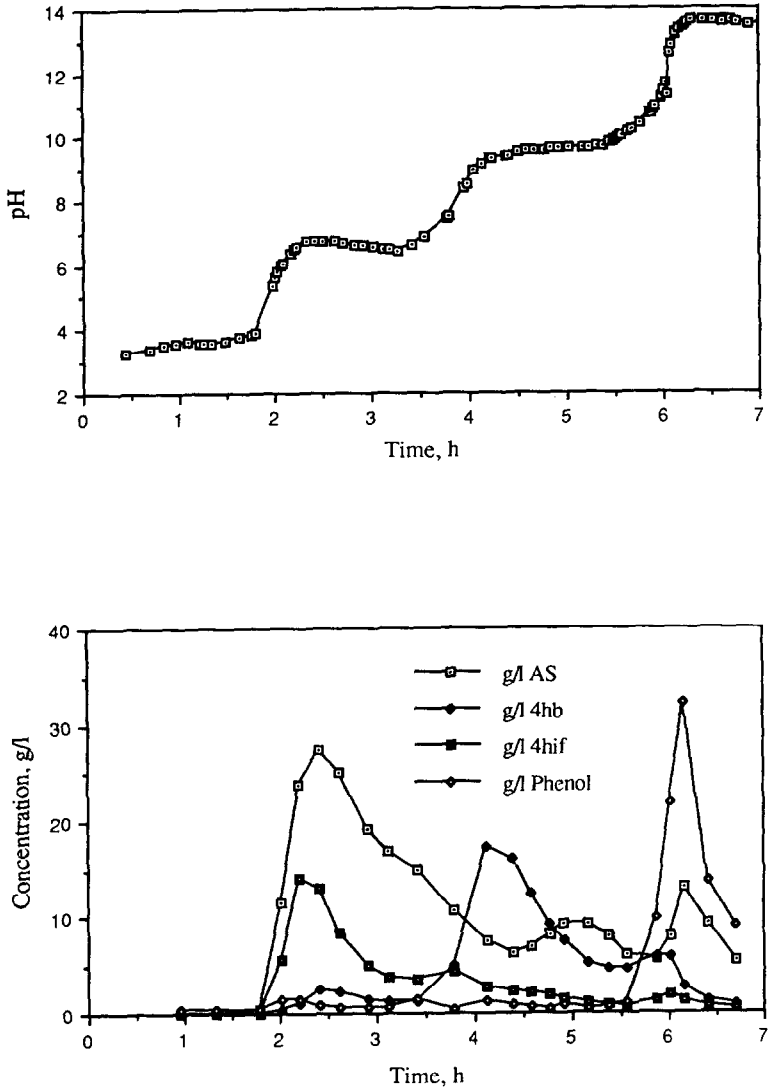 14
12
10
8
6
4
2
pH
0 1 2 3 4 5 6 7
Time, h
40
30
20
10
0
Concentration, g/l
g/l AS
g/l 4hb
g/l 4hif
g/l Phenol
0 1 2 3 4 5 6 7
Time, h